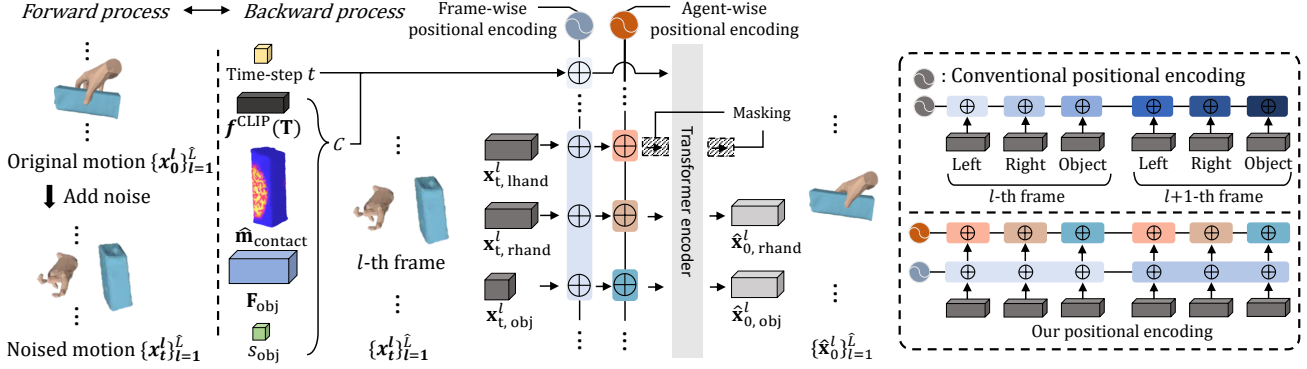 Forward process
Backward process
Frame-wise
positional encoding
Agent-wise
positional encoding
Original motion {x_0^l}_{l=1}^{L̂}
Add noise
Noised motion {x_t^l}_{l=1}^{L̂}
Time-step t
f^CLIP(T)
m̂_contact
F_obj
s_obj
C
l-th frame
{x_t^l}_{l=1}^{L̂}
x_{t, lhand}^l
x_{t, rhand}^l
x_{t, obj}^l
Transformer encoder
Masking
x̂_{0, rhand}^l
x̂_{0, obj}^l
{x̂_0^l}_{l=1}^{L̂}
: Conventional positional encoding
Left Right Object Left Right Object
l-th frame l+1-th frame
Our positional encoding